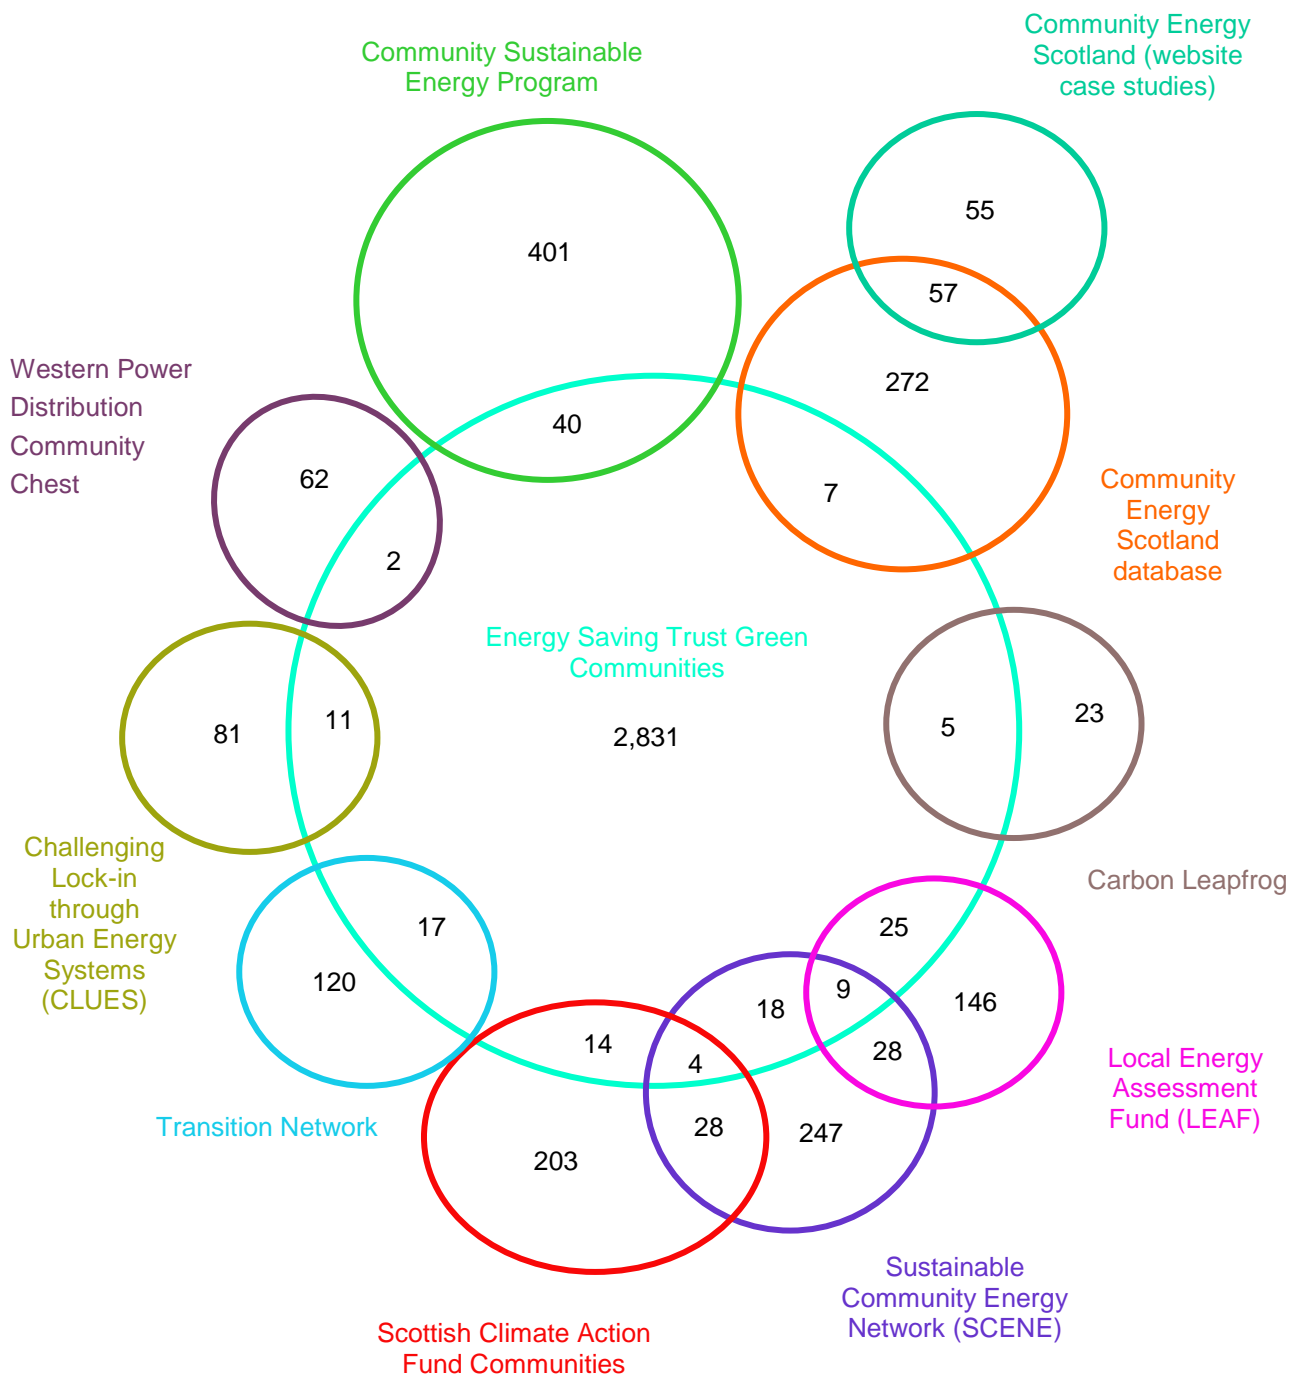 Community Energy
Scotland (website
case studies)
Community Sustainable
Energy Program
55
401
57
272
Western Power
Distribution
Community
Chest
40
62
7
2
Community
Energy
Scotland
database
Energy Saving Trust Green
Communities
2,831
81
11
5
23
Challenging
Lock-in
through
Urban Energy
Systems
(CLUES)
Carbon Leapfrog
17
120
25
9
18
146
14
4
28
Local Energy
Assessment
Fund (LEAF)
Transition Network
28
247
203
Sustainable
Community Energy
Network (SCENE)
Scottish Climate Action
Fund Communities